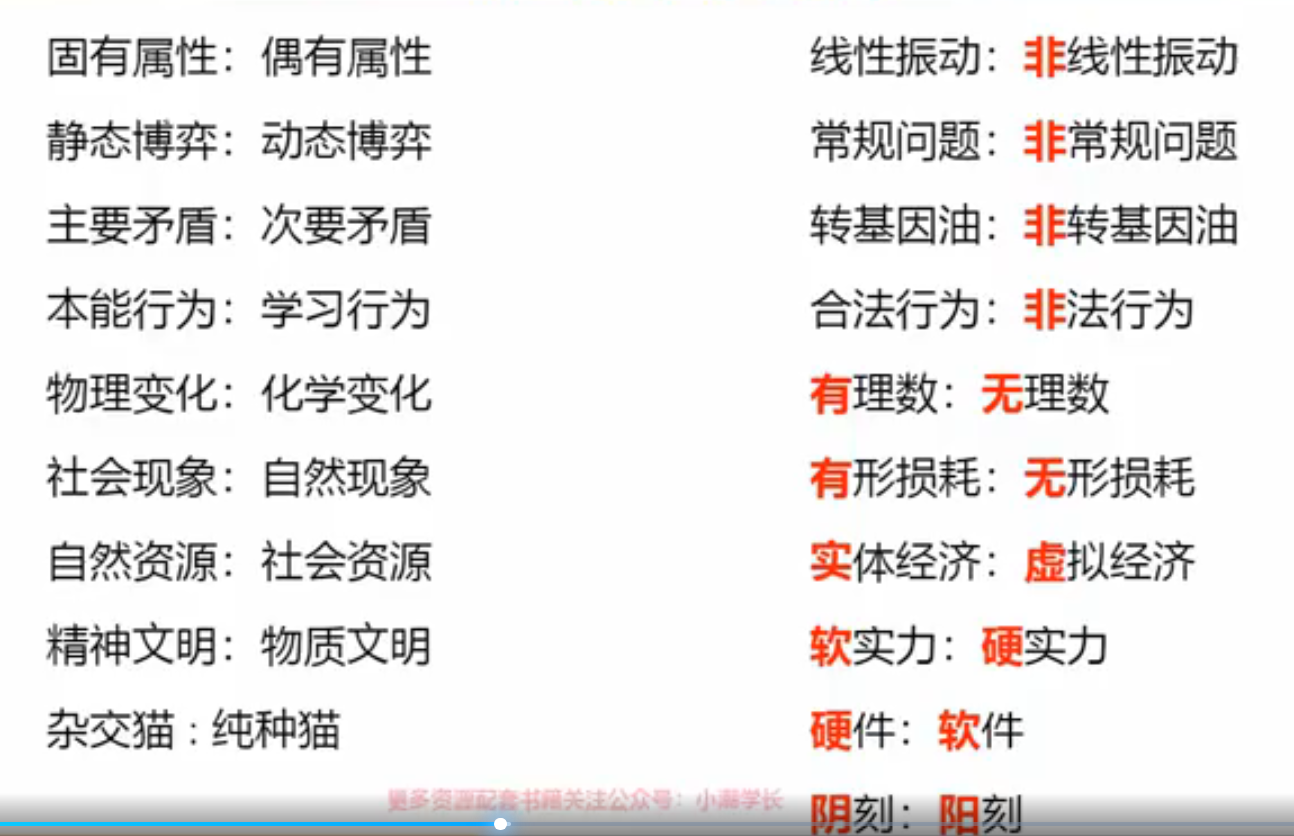 固有属性：偶有属性
静态博弈：动态博弈
主要矛盾：次要矛盾
本能行为：学习行为
物理变化：化学变化
社会现象：自然现象
自然资源：社会资源
精神文明：物质文明
杂交猫：纯种猫
线性振动：非线性振动
常规问题：非常规问题
转基因油：非转基因油
合法行为：非法行为
有理数：无理数
有形损耗：无形损耗
实体经济：虚拟经济
软实力：硬实力
硬件：软件
阴刻：阳刻
更多资源配套书籍关注公众号：小瀚学长